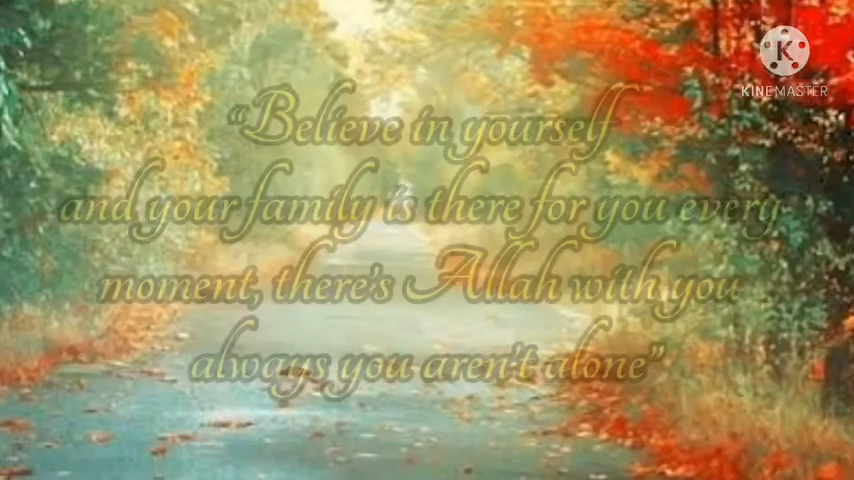 K
KINEMASTER
“Believe in yourself
and your family is there for you every
moment, there's Allah with you
always you aren't alone”